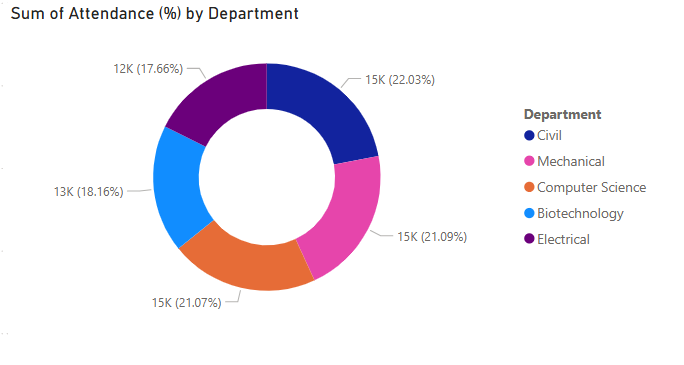 Sum of Attendance (%) by Department
12K (17.66%)
15K (22.03%)
13K (18.16%)
15K (21.09%)
15K (21.07%)
Department
Civil
Mechanical
Computer Science
Biotechnology
Electrical